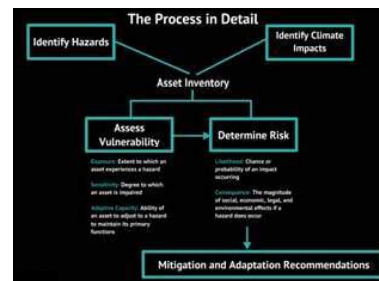 The Process in Detail
Identify Hazards
Identify Climate
Impacts
Asset Inventory
Assess
Vulnerability
Determine Risk
Exposure: Extent to which an
asset experiences a hazard
Sensitivity: Degree to which
an asset is impaired
Adaptive Capacity: Ability of
an asset to adjust to a hazard
to maintain its primary
functions
Likelihood: Chance or
probability of an impact
occurring
Consequence: The magnitude
of social, economic, legal, and
environmental effects if a
hazard does occur
Mitigation and Adaptation Recommendations